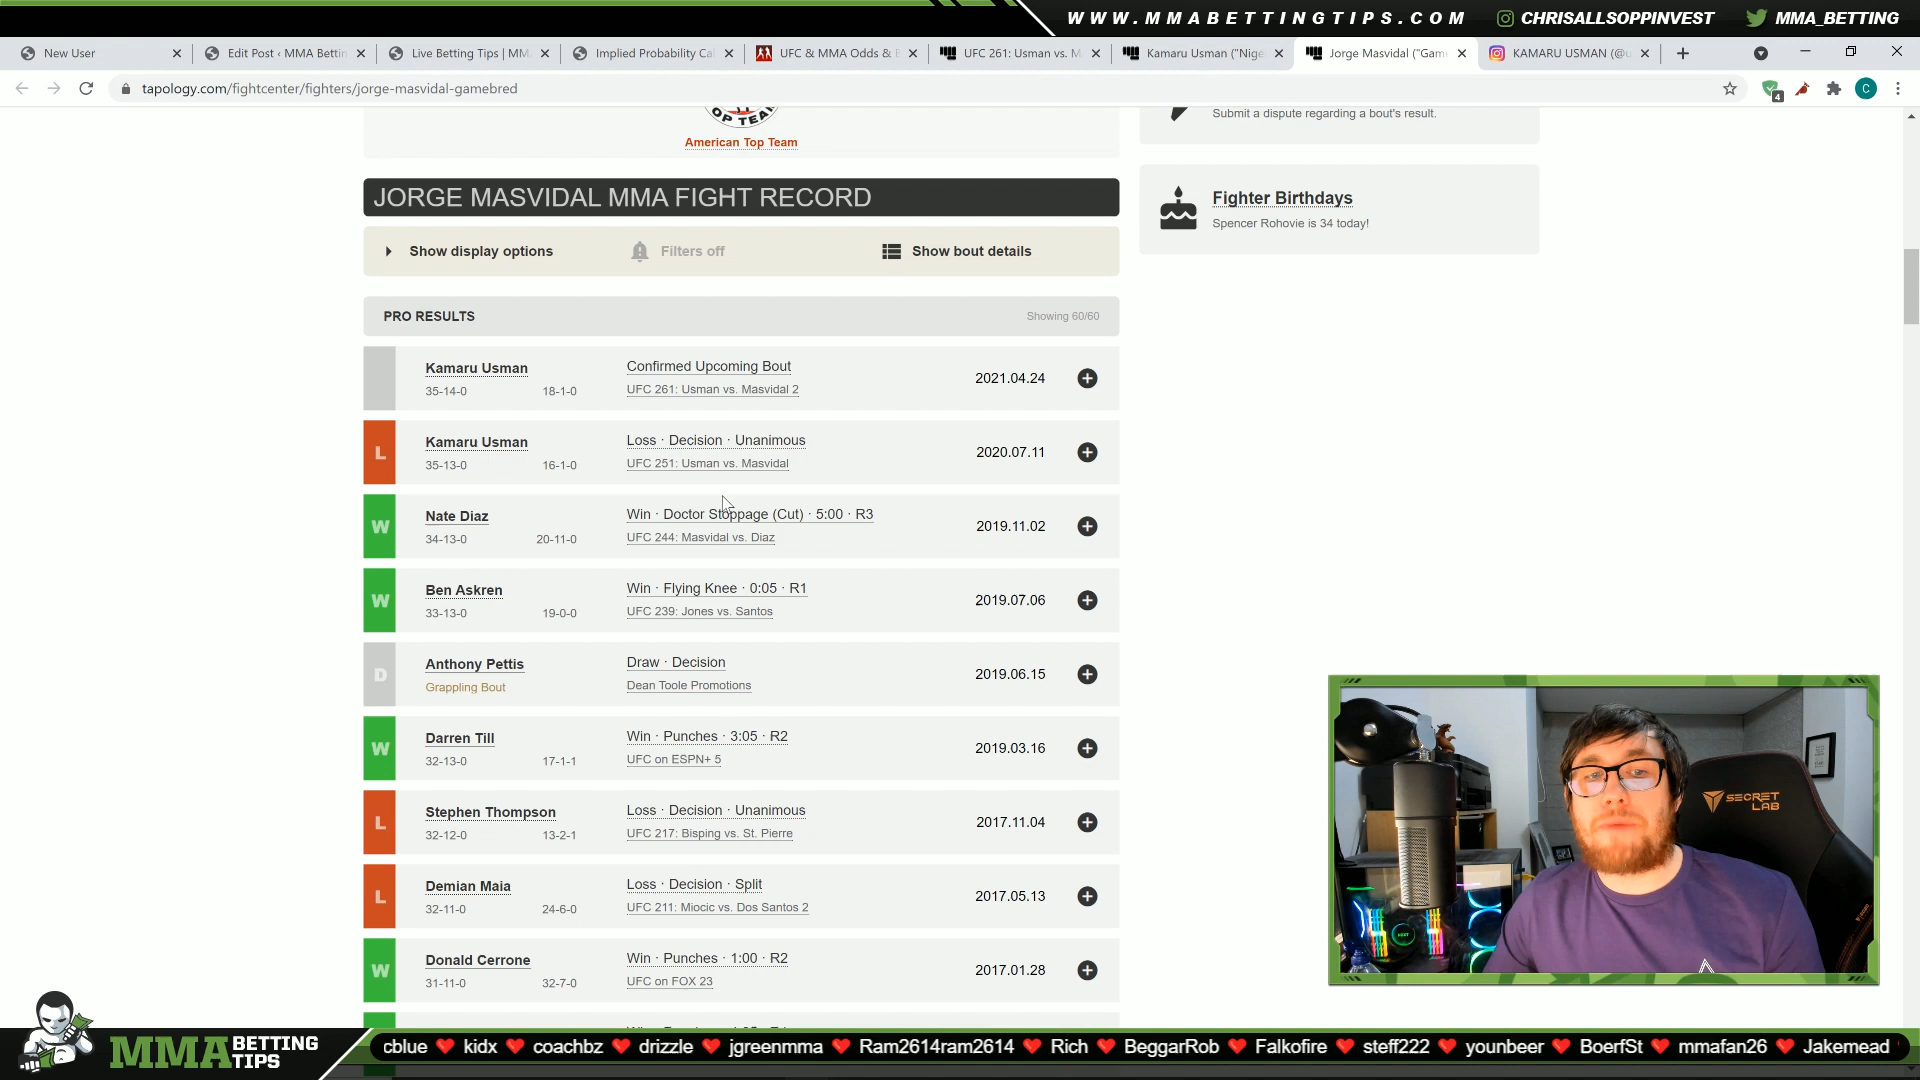 WWW.MMABETTINGTIPS.COM CHRISALLSOPPINVEST MMA_BETTING
New User Edit Post ‹ MMA Bettin Live Betting Tips | MM Implied Probability Ca UFC & MMA Odds & UFC 261: Usman vs. M Kamaru Usman ("Nige Jorge Masvidal ("Gam KAMARU USMAN (@u
tapology.com/fightcenter/fighters/jorge-masvidal-gamebred 4 C
OP TEA
American Top Team
Submit a dispute regarding a bout's result.
JORGE MASVIDAL MMA FIGHT RECORD
Fighter Birthdays
Spencer Rohovie is 34 today!
Show display options Filters off Show bout details
PRO RESULTS Showing 60/60
Kamaru Usman Confirmed Upcoming Bout
35-14-0 18-1-0 UFC 261: Usman vs. Masvidal 2 2021.04.24
L Kamaru Usman Loss · Decision · Unanimous
35-13-0 16-1-0 UFC 251: Usman vs. Masvidal 2020.07.11
W Nate Diaz Win · Doctor Stoppage (Cut) · 5:00 · R3
34-13-0 20-11-0 UFC 244: Masvidal vs. Diaz 2019.11.02
W Ben Askren Win · Flying Knee · 0:05 · R1
33-13-0 19-0-0 UFC 239: Jones vs. Santos 2019.07.06
D Anthony Pettis Draw · Decision
Grappling Bout Dean Toole Promotions 2019.06.15
W Darren Till Win · Punches · 3:05 · R2
32-13-0 17-1-1 UFC on ESPN+ 5 2019.03.16
L Stephen Thompson Loss · Decision · Unanimous
32-12-0 13-2-1 UFC 217: Bisping vs. St. Pierre 2017.11.04
L Demian Maia Loss · Decision · Split
32-11-0 24-6-0 UFC 211: Miocic vs. Dos Santos 2 2017.05.13
W Donald Cerrone Win · Punches · 1:00 · R2
31-11-0 32-7-0 UFC on FOX 23 2017.01.28
SECRET
LAB
MMA BETTING
TIPS
cblue kidx coachbz drizzle jgreenmma Ram2614ram2614 Rich BeggarRob Falkofire steff222 younbeer BoerfSt mmafan26 Jakemead